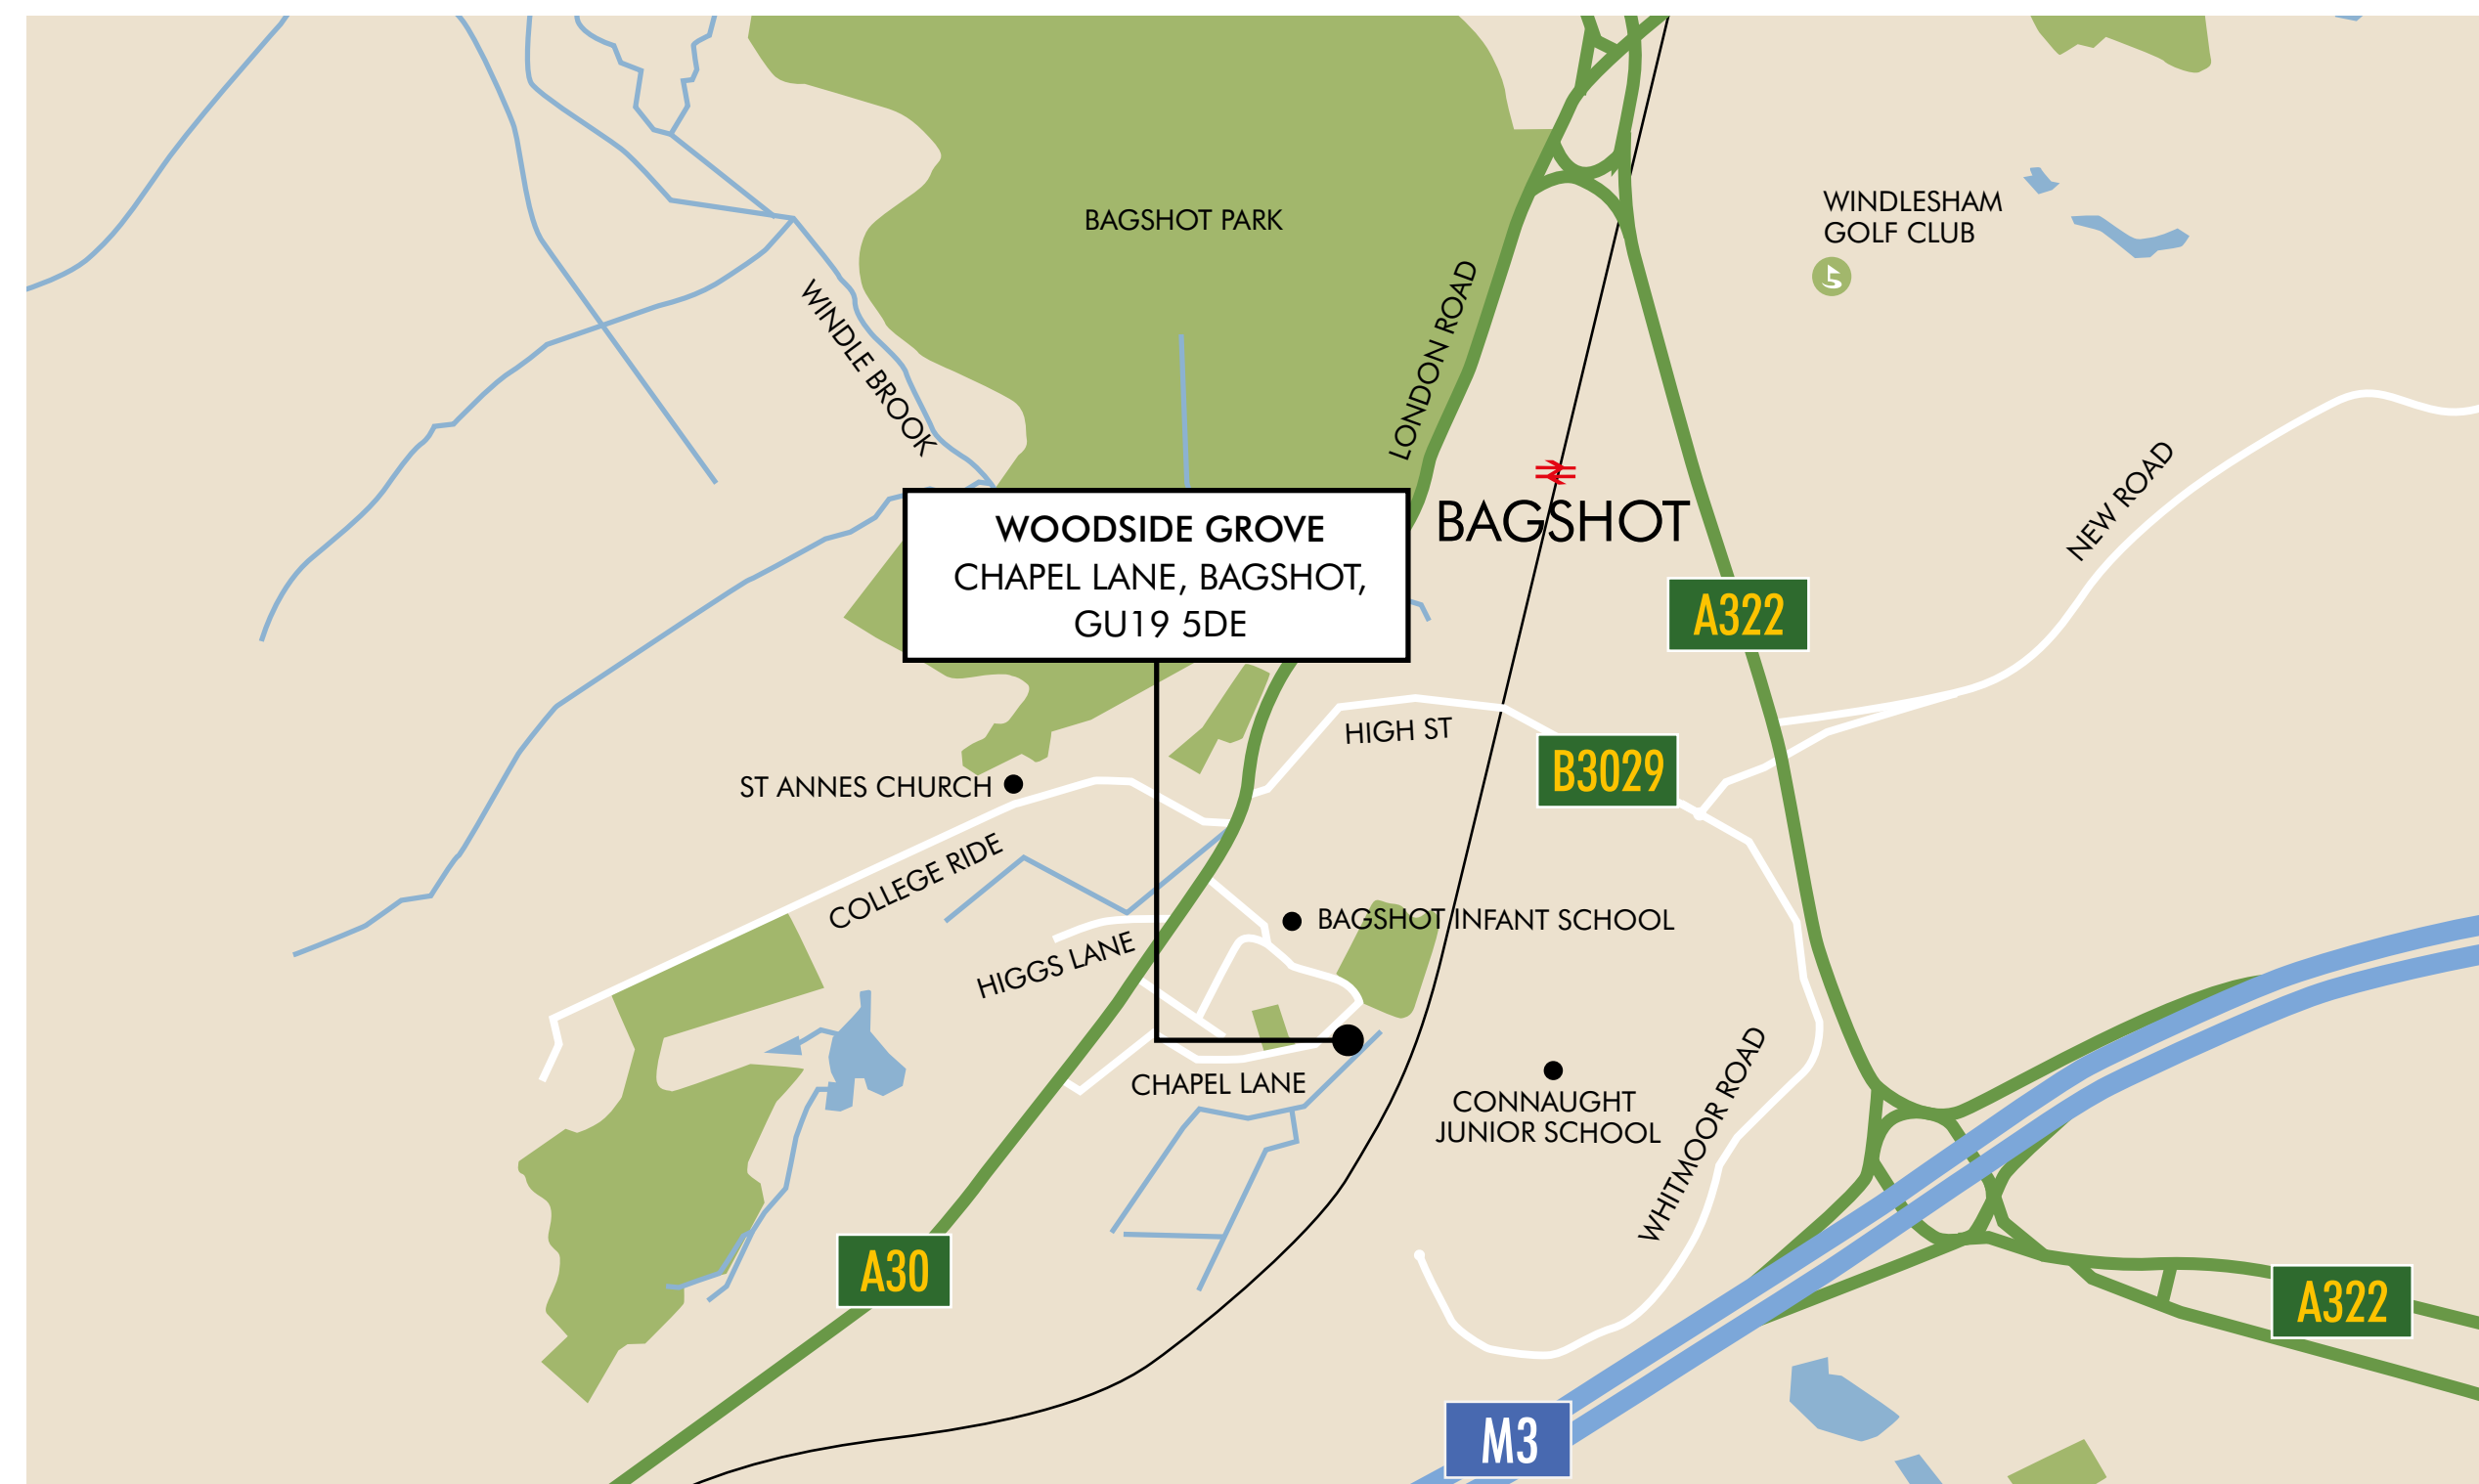 BAGSHOT PARK
WINDLESHAM
GOLF CLUB
WINDLE BROOK
LONDON ROAD
NEW ROAD
WOODSIDE GROVE
CHAPEL LANE, BAGSHOT,
GU19 5DE
BAGSHOT
A322
HIGH ST
B3029
ST ANNES CHURCH
COLLEGE RIDE
BAGSHOT INFANT SCHOOL
HIGGS LANE
CHAPEL LANE
CONNAUGHT
JUNIOR SCHOOL
WHITMOOR ROAD
A30
A322
M3